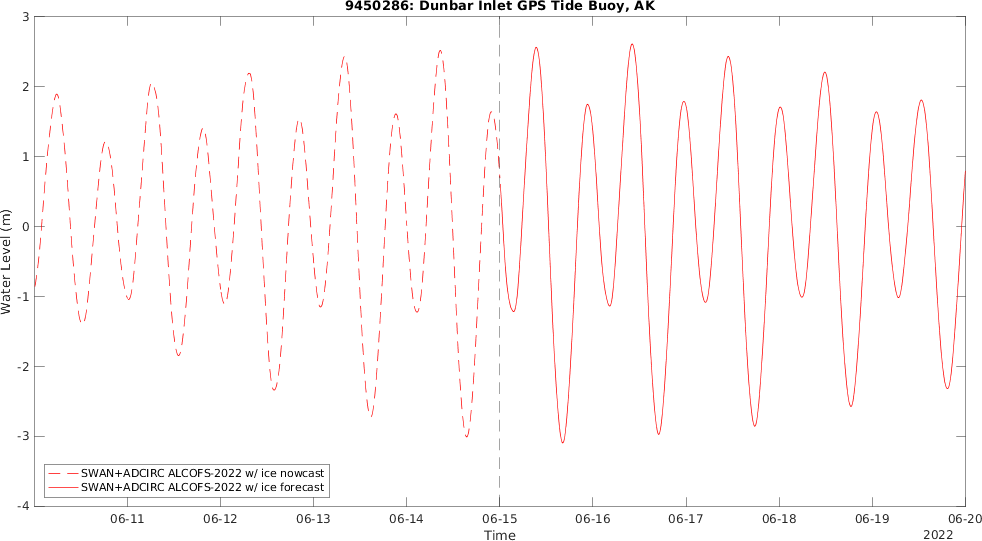 9450286: Dunbar Inlet GPS Tide Buoy, AK
3
2
1
0
-1
-2
-3
-4
Water Level (m)
SWAN+ADCIRC ALCOFS-2022 w/ ice nowcast
SWAN+ADCIRC ALCOFS-2022 w/ ice forecast
06-11 06-12 06-13 06-14 06-15 06-16 06-17 06-18 06-19 06-20
Time
2022